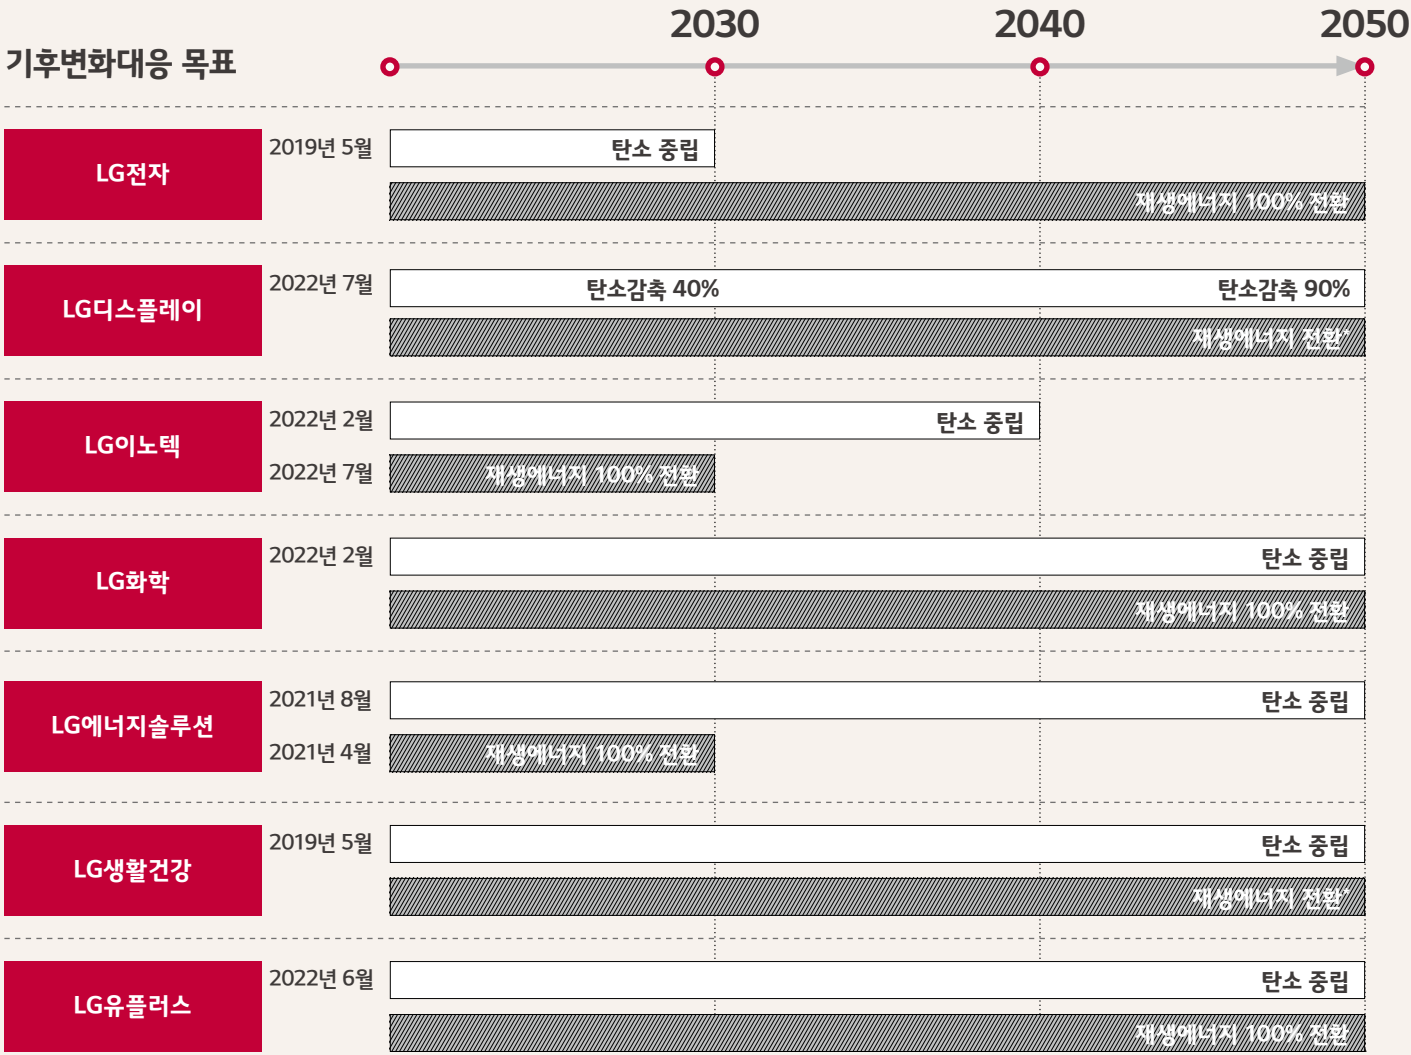 2030 2040 2050
기후변화대응 목표
LG전자
2019년 5월
탄소 중립
재생에너지 100% 전환
LG디스플레이
2022년 7월
탄소감축 40%
탄소감축 90%
재생에너지 전환*
LG이노텍
2022년 2월
탄소 중립
2022년 7월
재생에너지 100% 전환
LG화학
2022년 2월
탄소 중립
재생에너지 100% 전환
LG에너지솔루션
2021년 8월
탄소 중립
2021년 4월
재생에너지 100% 전환
LG생활건강
2019년 5월
탄소 중립
재생에너지 전환*
LG유플러스
2022년 6월
탄소 중립
재생에너지 100% 전환